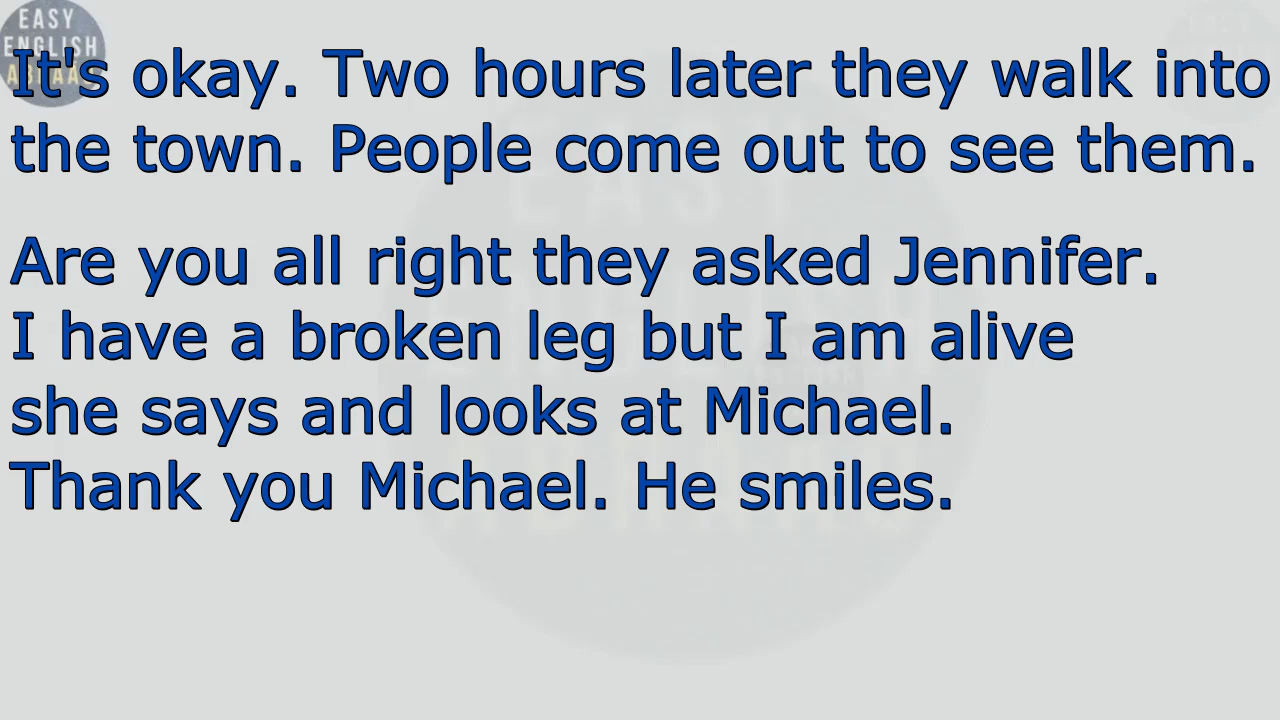 EASY
ENGLISH
It's okay. Two hours later they walk into
the town. People come out to see them.
Are you all right they asked Jennifer.
I have a broken leg but I am alive
she says and looks at Michael.
Thank you Michael. He smiles.